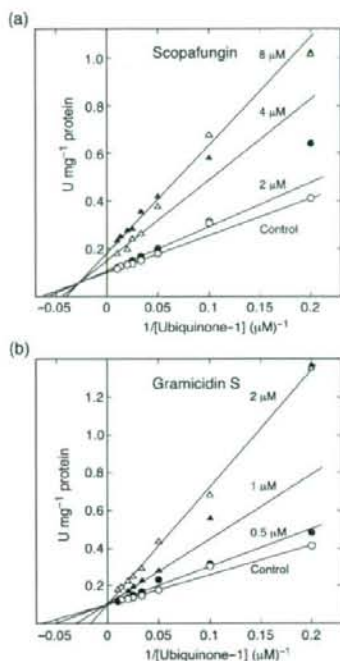 (a)
Scopafungin
U mg⁻¹ protein
1.0
0.8
0.6
0.4
0.2
8 μM
4 μM
2 μM
Control
−0.05 0 0.05 0.1 0.15 0.2
1/[Ubiquinone-1] (μM)⁻¹
(b)
Gramicidin S
U mg⁻¹ protein
1.2
1.0
0.8
0.6
0.4
0.2
2 μM
1 μM
0.5 μM
Control
−0.05 0 0.05 0.1 0.15 0.2
1/[Ubiquinone-1] (μM)⁻¹